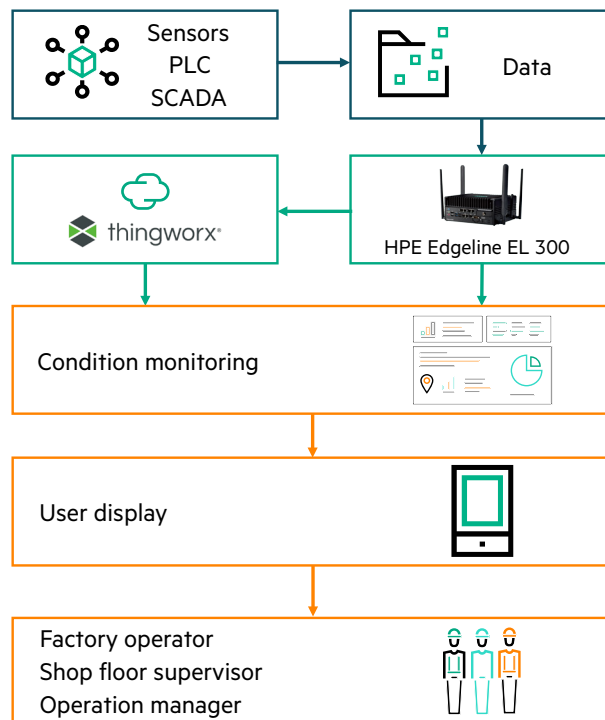 Sensors
PLC
SCADA
Data
thingworx®
HPE Edgeline EL 300
Condition monitoring
User display
Factory operator
Shop floor supervisor
Operation manager